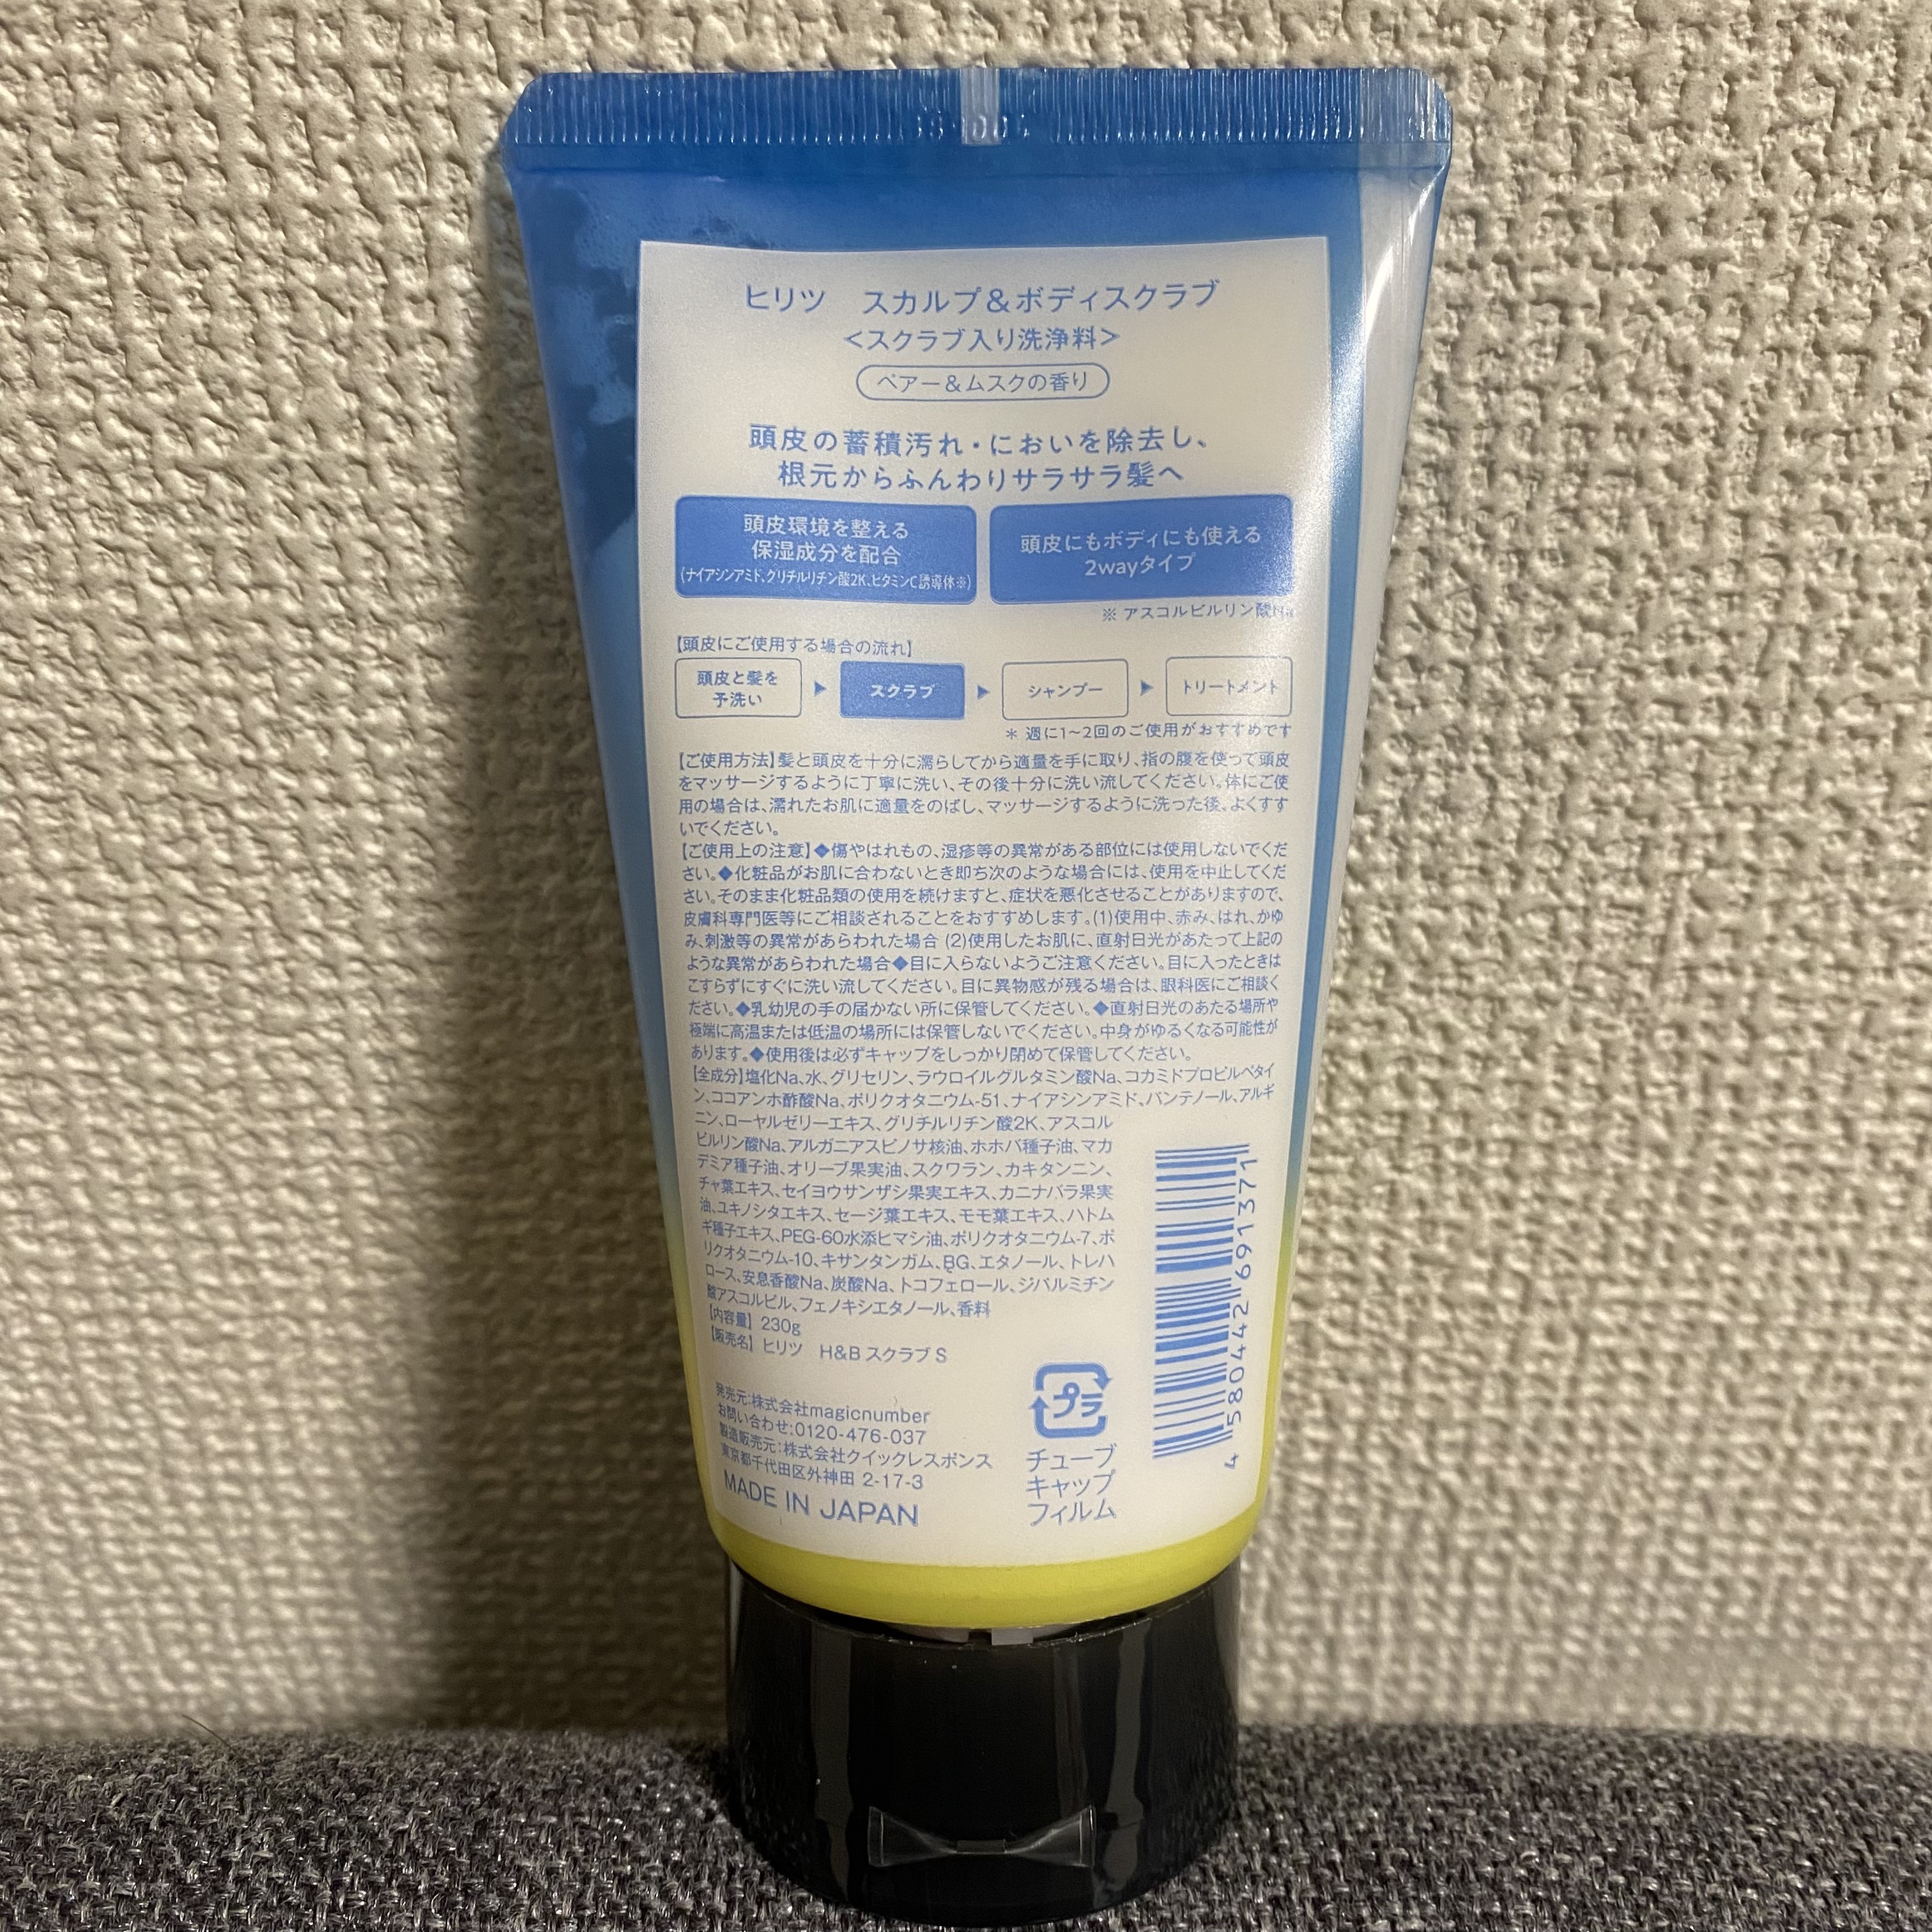 ヒリツ　スカルプ＆ボディスクラブ
＜スクラブ入り洗浄料＞
ペアー＆ムスクの香り
頭皮の蓄積汚れ・においを除去し、
根元からふんわりサラサラ髪へ
頭皮環境を整える
保湿成分を配合
(ナイアシンアミド、グリチルリチン酸2K、ビタミンC誘導体※)
頭皮にもボディにも使える
2wayタイプ
※ アスコルビルリン酸Na
【頭皮にご使用する場合の流れ】
頭皮と髪を
予洗い
スクラブ
シャンプー
トリートメント
＊ 週に1～2回のご使用がおすすめです
【ご使用方法】髪と頭皮を十分に濡らしてから適量を手に取り、指の腹を使って頭皮
をマッサージするように丁寧に洗い、その後十分に洗い流してください。体にご使
用の場合は、濡れたお肌に適量をのばし、マッサージするように洗った後、よくすす
いでください。
【ご使用上の注意】◆傷やはれもの、湿疹等の異常がある部位には使用しないでくだ
さい。◆化粧品がお肌に合わないとき即ち次のような場合には、使用を中止してくだ
さい。そのまま化粧品類の使用を続けますと、症状を悪化させることがありますので、
皮膚科専門医等にご相談されることをおすすめします。(1)使用中、赤み、はれ、かゆ
み、刺激等の異常があらわれた場合 (2)使用したお肌に、直射日光があたって上記の
ような異常があらわれた場合◆目に入らないようご注意ください。目に入ったときは
こすらずにすぐに洗い流してください。目に異物感が残る場合は、眼科医にご相談く
ださい。◆乳幼児の手の届かない所に保管してください。◆直射日光のあたる場所や
極端に高温または低温の場所には保管しないでください。中身がゆるくなる可能性が
あります。◆使用後は必ずキャップをしっかり閉めて保管してください。
【全成分】塩化Na、水、グリセリン、ラウロイルグルタミン酸Na、コカミドプロピルベタイ
ン、ココアンホ酢酸Na、ポリクオタニウム-51、ナイアシンアミド、パンテノール、アルギ
ニン、ローヤルゼリーエキス、グリチルリチン酸2K、アスコル
ビルリン酸Na、アルガニアスピノサ核油、ホホバ種子油、マカ
デミア種子油、オリーブ果実油、スクワラン、カキタンニン、
チャ葉エキス、セイヨウサンザシ果実エキス、カニナバラ果実
油、ユキノシタエキス、セージ葉エキス、モモ葉エキス、ハトム
ギ種子エキス、PEG-60水添ヒマシ油、ポリクオタニウム-7、ポ
リクオタニウム-10、キサンタンガム、BG、エタノール、トレハ
ロース、安息香酸Na、炭酸Na、トコフェロール、ジパルミチン
酸アスコルビル、フェノキシエタノール、香料
【内容量】 230g
【販売名】 ヒリツ　H&B スクラブ S
発売元：株式会社magicnumber
お問い合わせ：0120-476-037
製造販売元：株式会社クイックレスポンス
東京都千代田区外神田 2-17-3
MADE IN JAPAN
プラ
チューブ
キャップ
フィルム
4 580442 691371